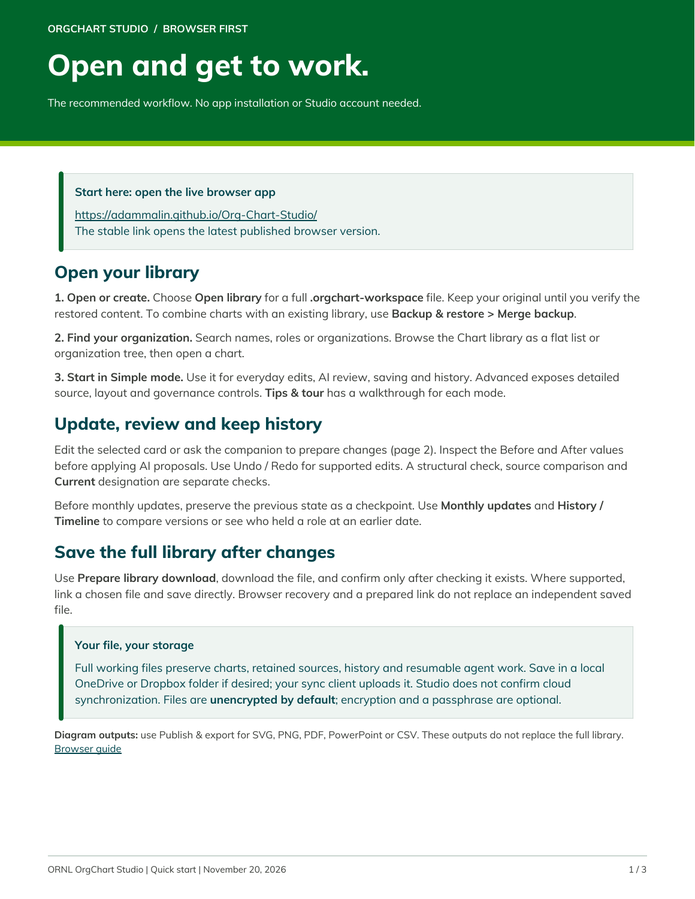 ORGCHART STUDIO / BROWSER FIRST
Open and get to work.
The recommended workflow. No app installation or Studio account needed.
Start here: open the live browser app
https://adammalin.github.io/Org-Chart-Studio/
The stable link opens the latest published browser version.
Open your library
1. Open or create. Choose Open library for a full .orgchart-workspace file. Keep your original until you verify the
restored content. To combine charts with an existing library, use Backup & restore > Merge backup.
2. Find your organization. Search names, roles or organizations. Browse the Chart library as a flat list or
organization tree, then open a chart.
3. Start in Simple mode. Use it for everyday edits, AI review, saving and history. Advanced exposes detailed
source, layout and governance controls. Tips & tour has a walkthrough for each mode.
Update, review and keep history
Edit the selected card or ask the companion to prepare changes (page 2). Inspect the Before and After values
before applying AI proposals. Use Undo / Redo for supported edits. A structural check, source comparison and
Current designation are separate checks.
Before monthly updates, preserve the previous state as a checkpoint. Use Monthly updates and History /
Timeline to compare versions or see who held a role at an earlier date.
Save the full library after changes
Use Prepare library download, download the file, and confirm only after checking it exists. Where supported,
link a chosen file and save directly. Browser recovery and a prepared link do not replace an independent saved
file.
Your file, your storage
Full working files preserve charts, retained sources, history and resumable agent work. Save in a local
OneDrive or Dropbox folder if desired; your sync client uploads it. Studio does not confirm cloud
synchronization. Files are unencrypted by default; encryption and a passphrase are optional.
Diagram outputs: use Publish & export for SVG, PNG, PDF, PowerPoint or CSV. These outputs do not replace the full library.
Browser guide
ORNL OrgChart Studio | Quick start | November 20, 2026
1 / 3